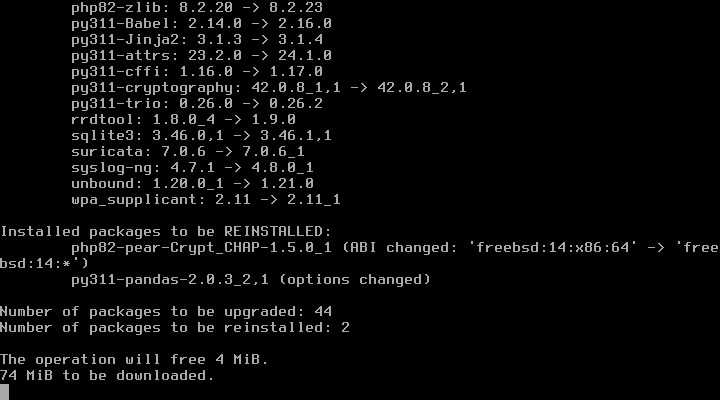 php82-zlib: 8.2.20 -> 8.2.23
py311-Babel: 2.14.0 -> 2.16.0
py311-Jinja2: 3.1.3 -> 3.1.4
py311-attrs: 23.2.0 -> 24.1.0
py311-cffi: 1.16.0 -> 1.17.0
py311-cryptography: 42.0.8_1,1 -> 42.0.8_2,1
py311-trio: 0.26.0 -> 0.26.2
rrdtool: 1.8.0_4 -> 1.9.0
sqlite3: 3.46.0,1 -> 3.46.1,1
suricata: 7.0.6 -> 7.0.6_1
syslog-ng: 4.7.1 -> 4.8.0_1
unbound: 1.20.0_1 -> 1.21.0
wpa_supplicant: 2.11 -> 2.11_1
Installed packages to be REINSTALLED:
php82-pear-Crypt_CHAP-1.5.0_1 (ABI changed: 'freebsd:14:x86:64' -> 'free
bsd:14:*')
py311-pandas-2.0.3_2,1 (options changed)
Number of packages to be upgraded: 44
Number of packages to be reinstalled: 2
The operation will free 4 MiB.
74 MiB to be downloaded.